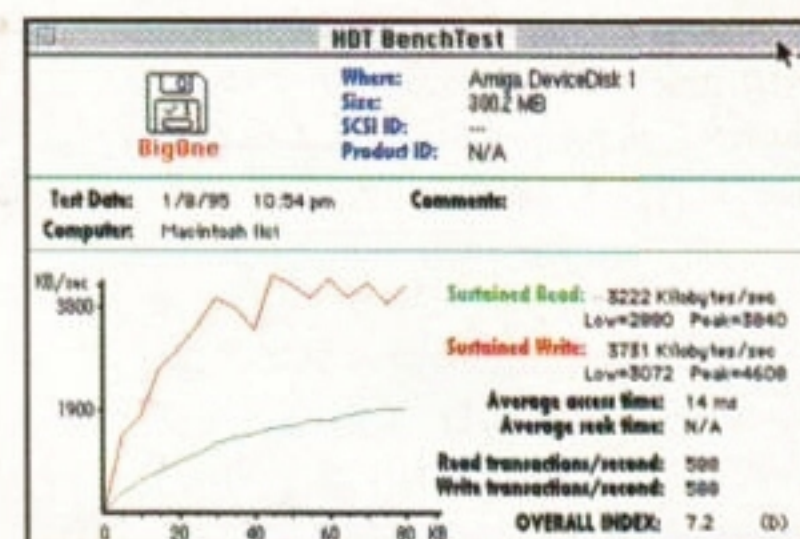 HDT BenchTest
Where: Amiga DeviceDisk 1
Size: 300.2 MB
SCSI ID: ---
Product ID: N/A
BigOne
Test Date: 1/8/95 10:54 pm Comments:
Computer: Macintosh IIci
KB/sec
3800
1900
0 20 40 60 80 KB
Sustained Read: 3222 Kilobytes/sec
Low=2880 Peak=3840
Sustained Write: 3731 Kilobytes/sec
Low=3072 Peak=4608
Average access time: 14 ms
Average seek time: N/A
Read transactions/second: 588
Write transactions/second: 588
OVERALL INDEX: 7.2 (D)